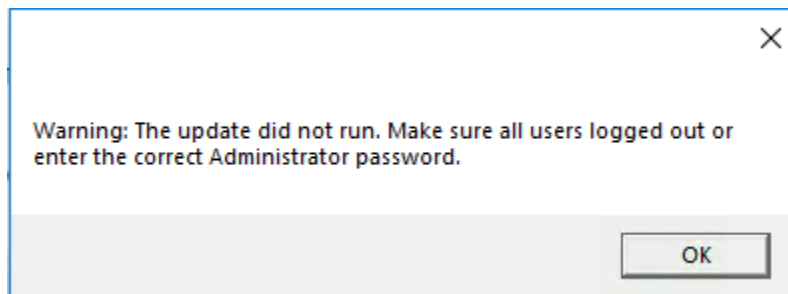 Warning: The update did not run. Make sure all users logged out or
enter the correct Administrator password.
OK